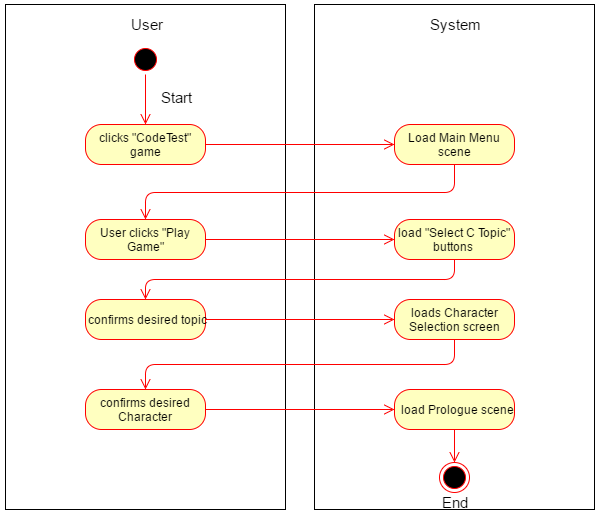 User
System
Start
clicks "CodeTest"
game
Load Main Menu
scene
User clicks "Play
Game"
load "Select C Topic"
buttons
confirms desired topic
loads Character
Selection screen
confirms desired
Character
load Prologue scene
End